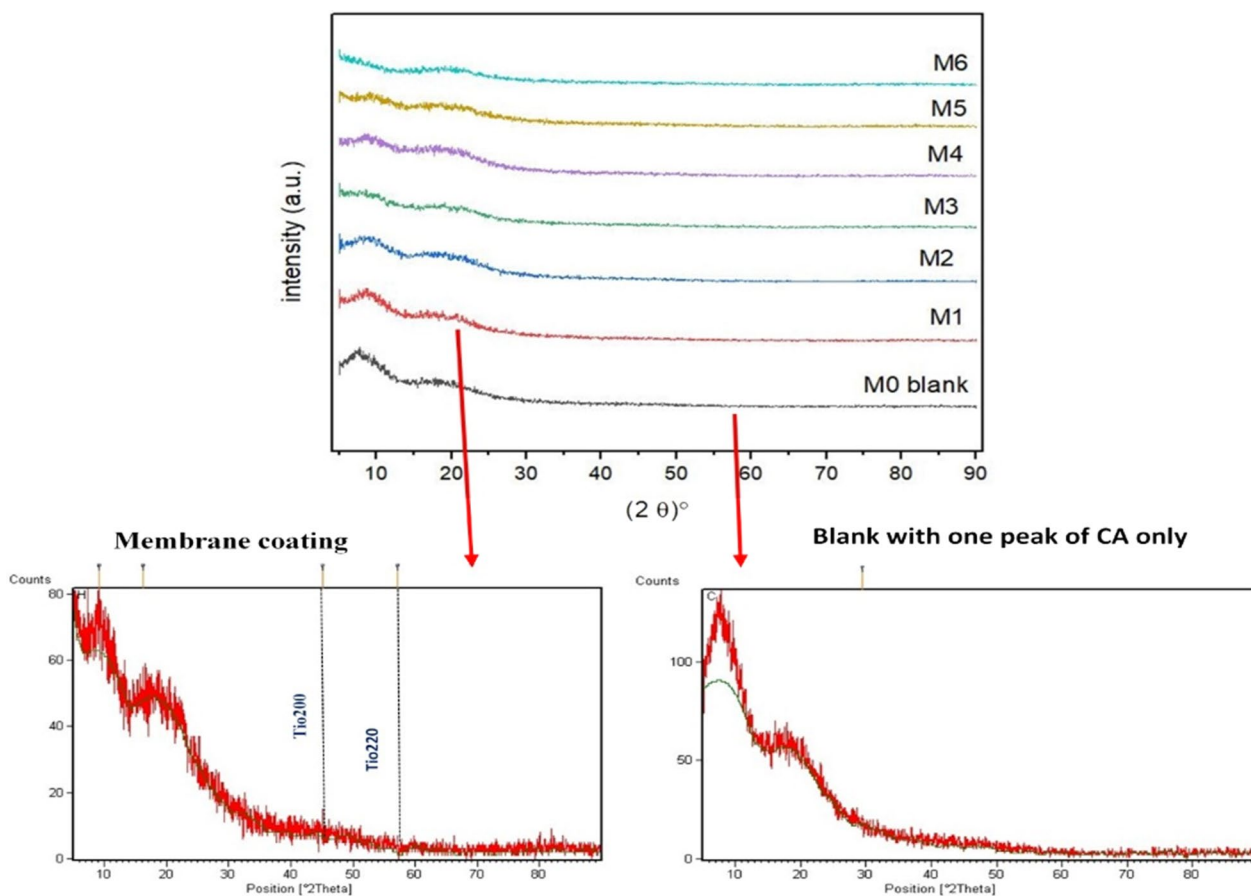 M6
M5
M4
M3
M2
M1
M0 blank
intensity (a.u.)
10 20 30 40 50 60 70 80 90
(2 θ)°
Membrane coating
Counts
80
60
40
20
0
H
Tio200
Tio220
10 20 30 40 50 60 70 80
Position [°2Theta]
Blank with one peak of CA only
Counts
100
50
0
C
10 20 30 40 50 60 70 80
Position [°2Theta]